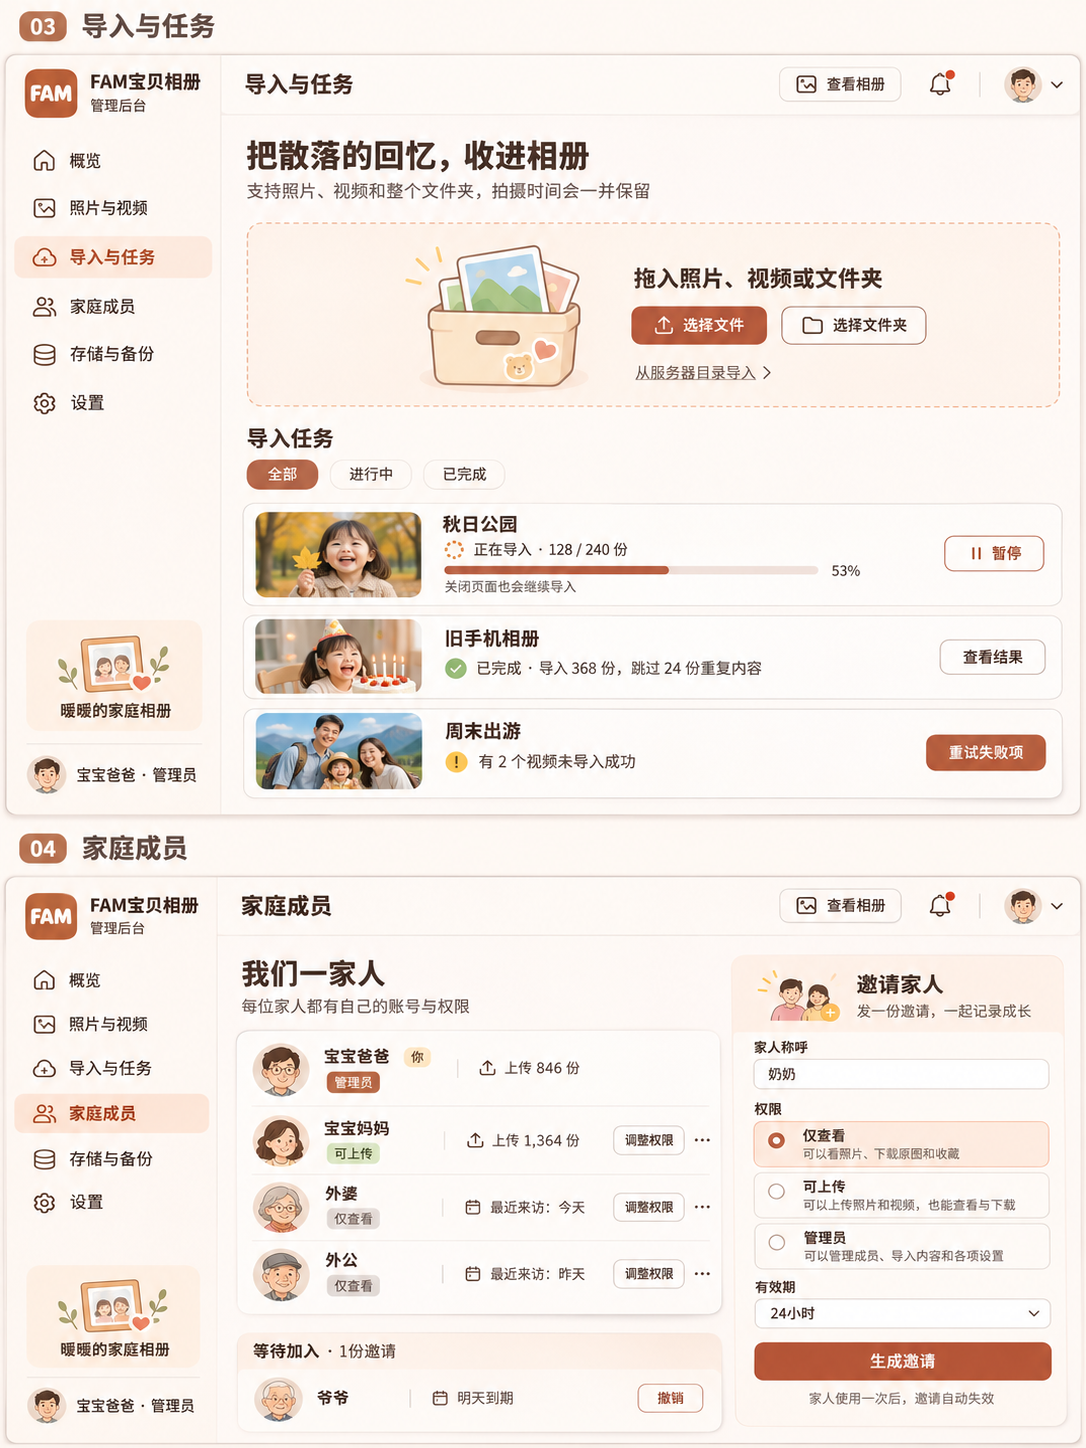 03 导入与任务
FAM
FAM宝贝相册
管理后台
概览
照片与视频
导入与任务
家庭成员
存储与备份
设置
暖暖的家庭相册
宝宝爸爸 · 管理员
导入与任务
查看相册
把散落的回忆，收进相册
支持照片、视频和整个文件夹，拍摄时间会一并保留
拖入照片、视频或文件夹
选择文件
选择文件夹
从服务器目录导入
导入任务
全部
进行中
已完成
秋日公园
正在导入 · 128 / 240 份
53%
关闭页面也会继续导入
暂停
旧手机相册
已完成 · 导入 368 份，跳过 24 份重复内容
查看结果
周末出游
有 2 个视频未导入成功
重试失败项
04 家庭成员
FAM
FAM宝贝相册
管理后台
概览
照片与视频
导入与任务
家庭成员
存储与备份
设置
暖暖的家庭相册
宝宝爸爸 · 管理员
家庭成员
查看相册
我们一家人
每位家人都有自己的账号与权限
宝宝爸爸 你
管理员
上传 846 份
宝宝妈妈
可上传
上传 1,364 份
调整权限
外婆
仅查看
最近来访：今天
调整权限
外公
仅查看
最近来访：昨天
调整权限
等待加入 · 1份邀请
爷爷
明天到期
撤销
邀请家人
发一份邀请，一起记录成长
家人称呼
奶奶
权限
仅查看
可以看照片、下载原图和收藏
可上传
可以上传照片和视频，也能查看与下载
管理员
可以管理成员、导入内容和各项设置
有效期
24小时
生成邀请
家人使用一次后，邀请自动失效